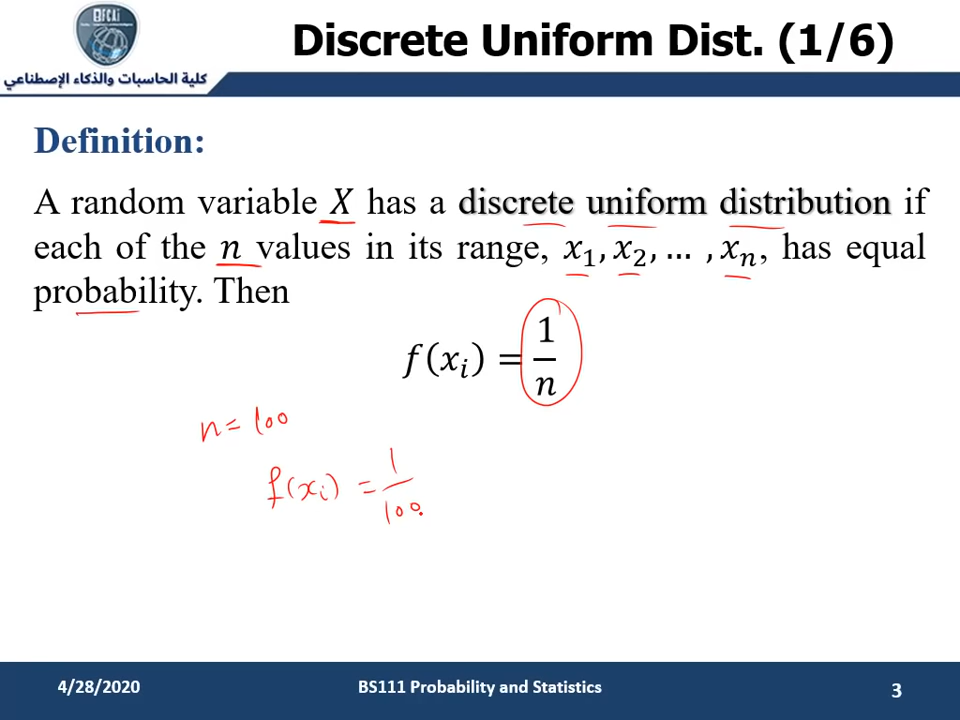 BFCAI
Discrete Uniform Dist. (1/6)
كلية الحاسبات والذكاء الإصطناعي
Definition:
A random variable X has a discrete uniform distribution if
each of the n values in its range, x₁, x₂, … , xₙ, has equal
probability. Then
f(xᵢ) = 1/n
n = 100
f(xᵢ) = 1/100
4/28/2020
BS111 Probability and Statistics
3